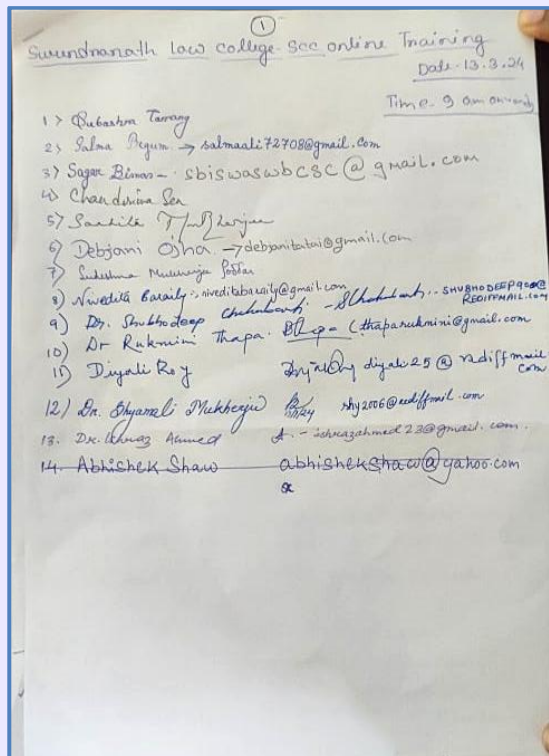 1
Surendranath Law College - SCC online Training
Date - 13.3.24
Time - 9 am onwards
1> Tamang
2> Salma Begum → salmaali72708@gmail.com
3> Sagar Biswas - sbiswaswbcsc@gmail.com
4> Sen
5>
6> Debjani Ojha → debjanitutai@gmail.com
7>
8) Nivedita Baraily :- niveditabaraily@gmail.com
9) Dr. Shubhodeep Chakrabarti - SHUBHODEEP900@REDIFFMAIL.COM
10) Dr Rukmini Thapa (thaparukmini@gmail.com
11) Diyali Roy diyali25@rediffmail.com
12) Dr. Shyamali Mukherjee shy2006@rediffmail.com
13. Dr. Ishraz Ahmed - ishrazahmed23@gmail.com.
14. Abhishek Shaw abhishekshaw@yahoo.com